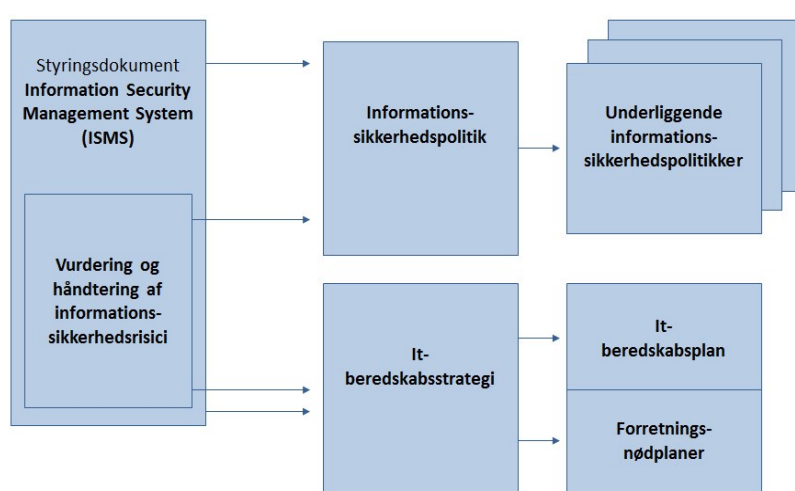 Styringsdokument
Information Security
Management System
(ISMS)
Vurdering og
håndtering af
informations-
sikkerhedsrisici
Informations-
sikkerhedspolitik
Underliggende
informations-
sikkerhedspolitikker
It-
beredskabsstrategi
It-
beredskabsplan
Forretnings-
nødplaner